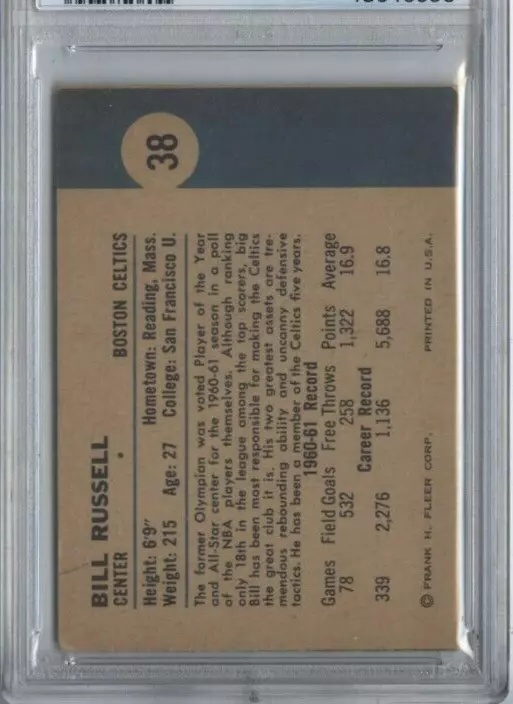 38
BILL RUSSELL
CENTER BOSTON CELTICS
Height: 6'9" Hometown: Reading, Mass.
Weight: 215 Age: 27 College: San Francisco U.
The former Olympian was voted Player of the Year
and All-Star center for the 1960-61 season in a poll
of the NBA players themselves. Although ranking
only 18th in the league among the top scorers, big
Bill has been most responsible for making the Celtics
the great club it is. His two greatest assets are tre-
mendous rebounding ability and uncanny defensive
tactics. He has been a member of the Celtics five years.
1960-61 Record
Games Field Goals Free Throws Points Average
78 532 258 1,322 16.9
Career Record
339 2,276 1,136 5,688 16.8
© FRANK H. FLEER CORP. PRINTED IN U.S.A.